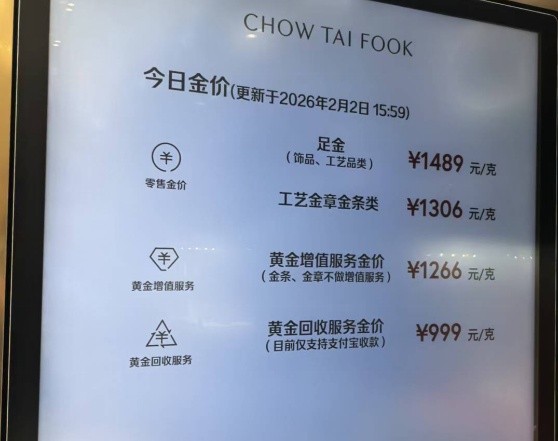 CHOW TAI FOOK
今日金价(更新于2026年2月2日 15:59)
零售金价
足金
(饰品、工艺品类)
¥1489 元/克
工艺金章金条类
¥1306 元/克
黄金增值服务
黄金增值服务金价
(金条、金章不做增值服务)
¥1266 元/克
黄金回收服务
黄金回收服务金价
(目前仅支持支付宝收款)
¥999 元/克